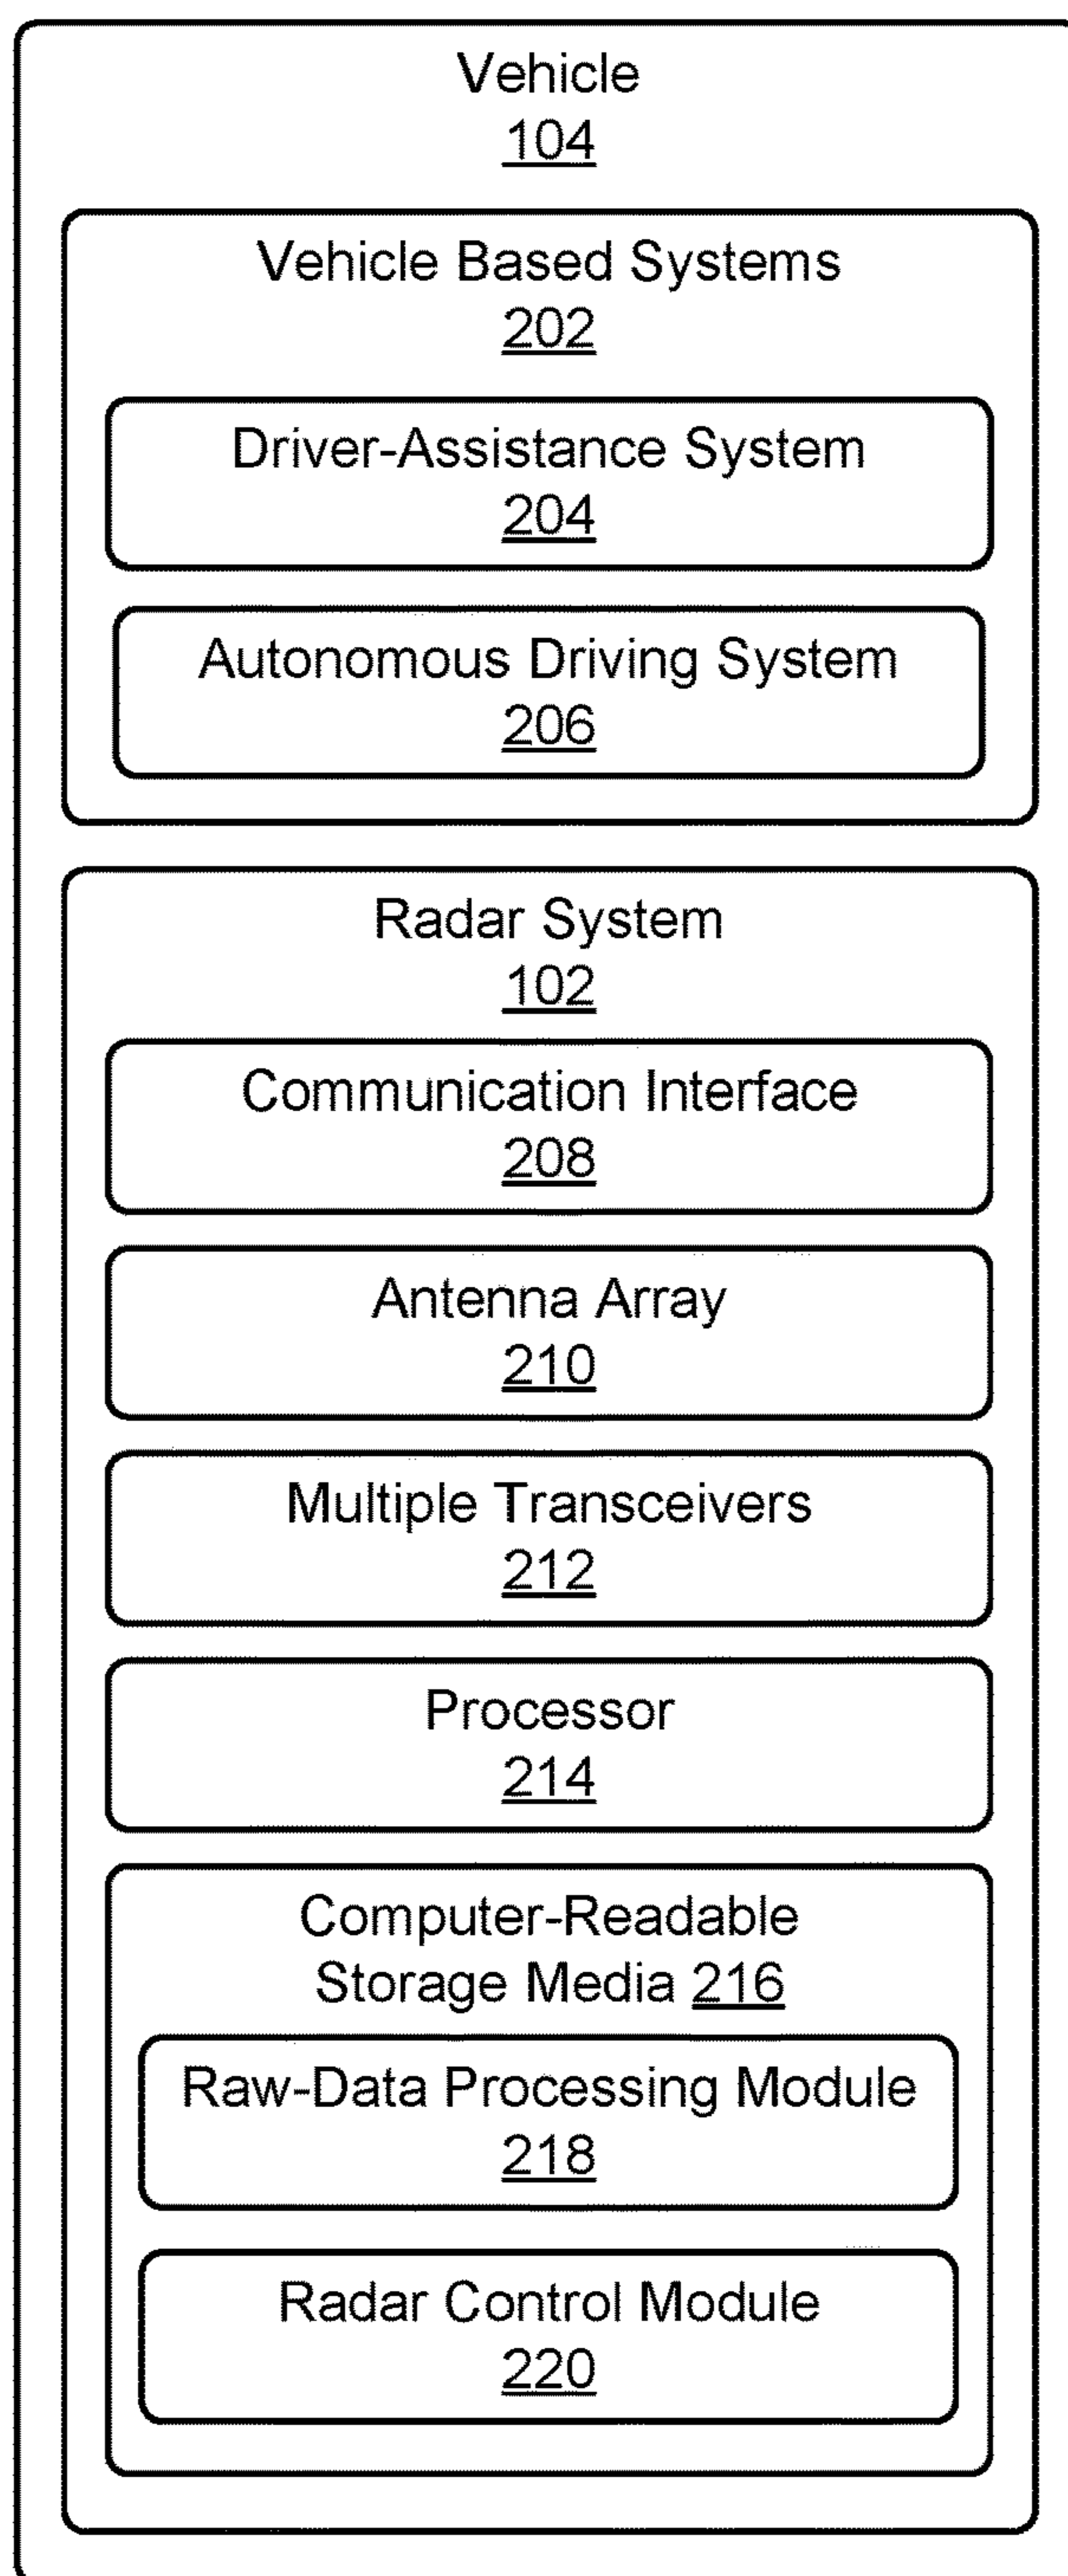 Vehicle
104
Vehicle Based Systems
202
Driver-Assistance System
204
Autonomous Driving System
206
Radar System
102
Communication Interface
208
Antenna Array
210
Multiple Transceivers
212
Processor
214
Computer-Readable
Storage Media 216
Raw-Data Processing Module
218
Radar Control Module
220